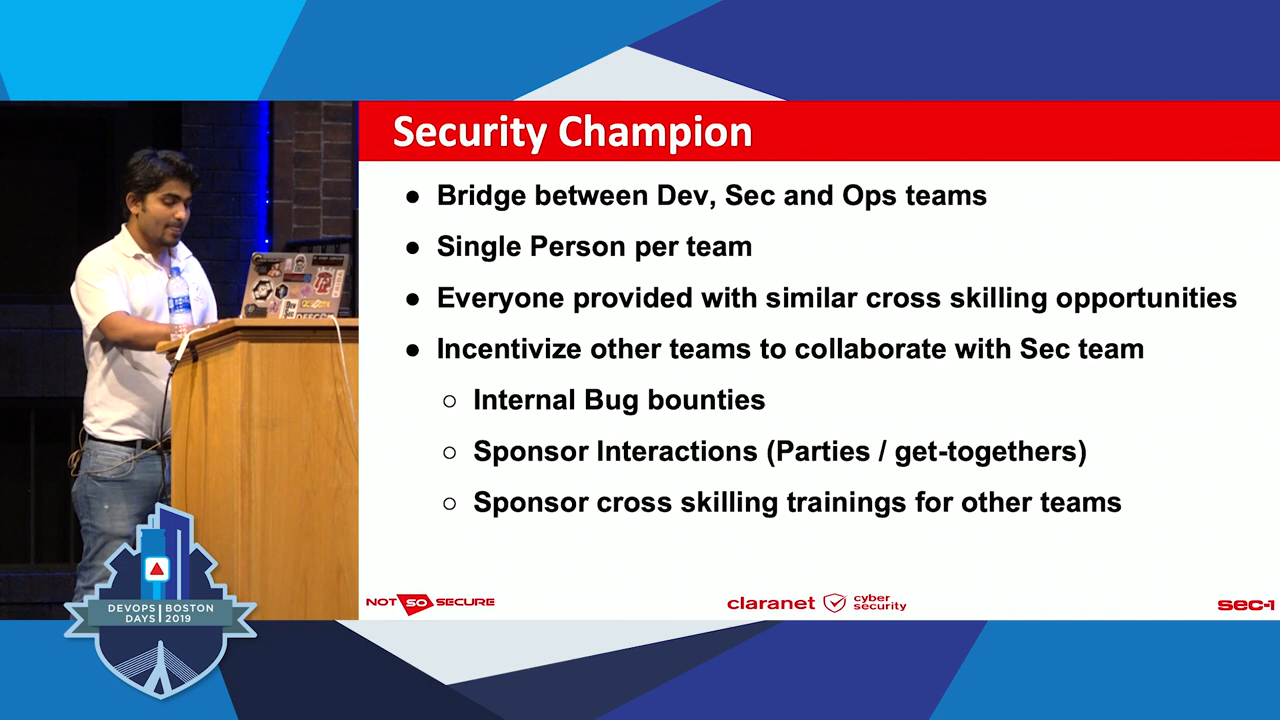 Security Champion
● Bridge between Dev, Sec and Ops teams
● Single Person per team
● Everyone provided with similar cross skilling opportunities
● Incentivize other teams to collaborate with Sec team
○ Internal Bug bounties
○ Sponsor Interactions (Parties / get-togethers)
○ Sponsor cross skilling trainings for other teams
NOT SO SECURE
claranet cyber security
sec-1
DEVOPS BOSTON
DAYS 2019